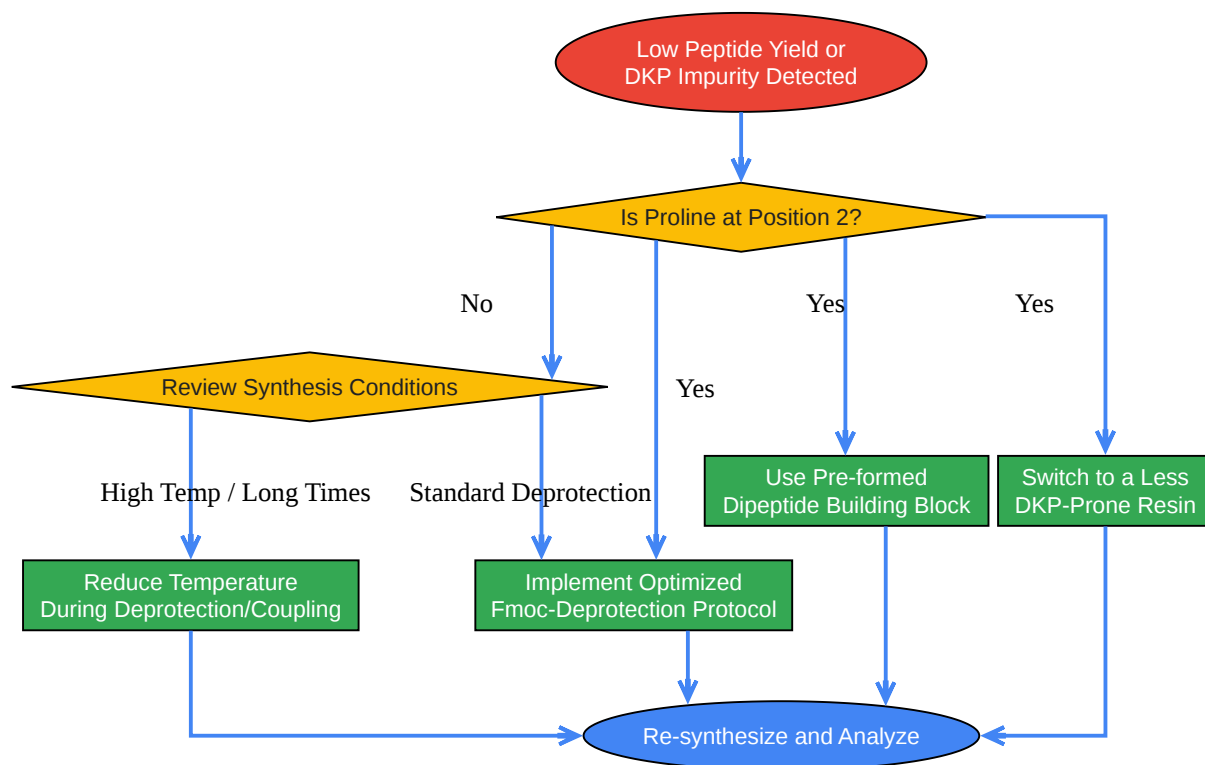 Low Peptide Yield or
DKP Impurity Detected
Is Proline at Position 2?
No
Yes
Yes
Review Synthesis Conditions
Yes
High Temp / Long Times
Standard Deprotection
Use Pre-formed
Dipeptide Building Block
Switch to a Less
DKP-Prone Resin
Reduce Temperature
During Deprotection/Coupling
Implement Optimized
Fmoc-Deprotection Protocol
Re-synthesize and Analyze